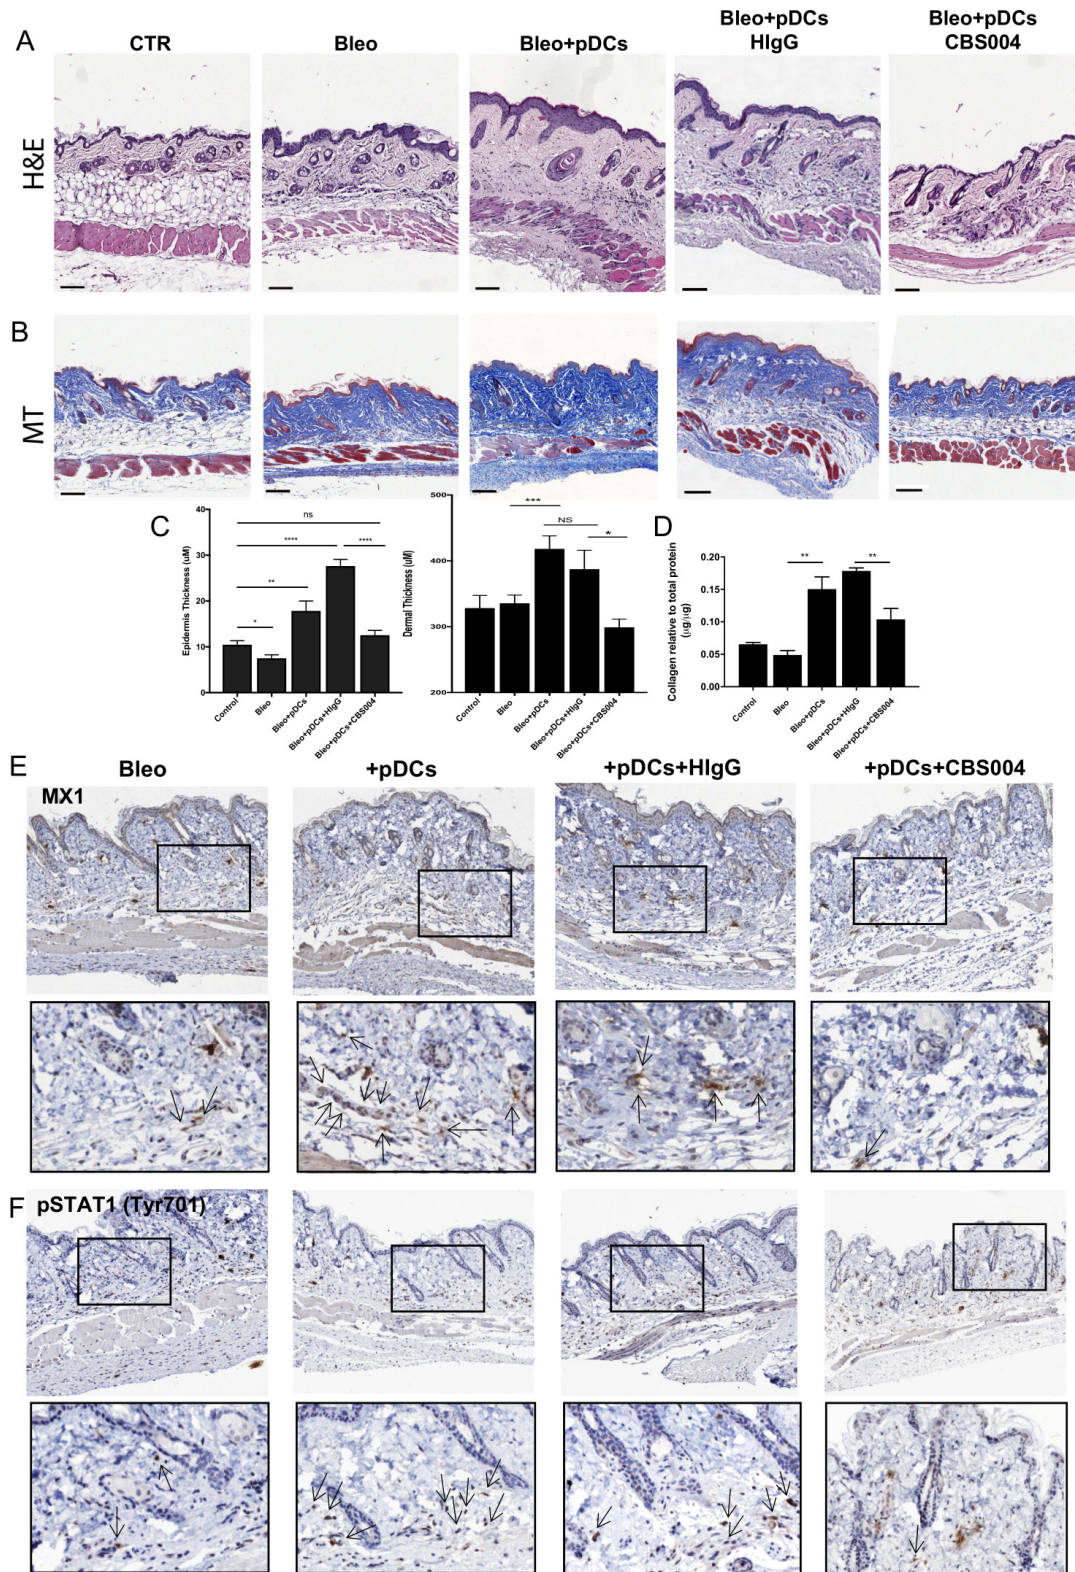 A
CTR
Bleo
Bleo+pDCs
Bleo+pDCs
HIgG
Bleo+pDCs
CBS004
H&E
B
MT
C
Epidermis Thickness (uM)
40
30
20
10
0
ns
****
****
**
*
Control
Bleo
Bleo+pDCs
Bleo+pDCs+HIgG
Bleo+pDCs+CBS004
Dermal Thickness (uM)
500
400
300
200
***
NS
*
Control
Bleo
Bleo+pDCs
Bleo+pDCs+HIgG
Bleo+pDCs+CBS004
D
Collagen relative to total protein
(µg/µg)
0.20
0.15
0.10
0.05
0.00
**
**
Control
Bleo
Bleo+pDCs
Bleo+pDCs+HIgG
Bleo+pDCs+CBS004
E
Bleo
+pDCs
+pDCs+HIgG
+pDCs+CBS004
MX1
F
pSTAT1 (Tyr701)